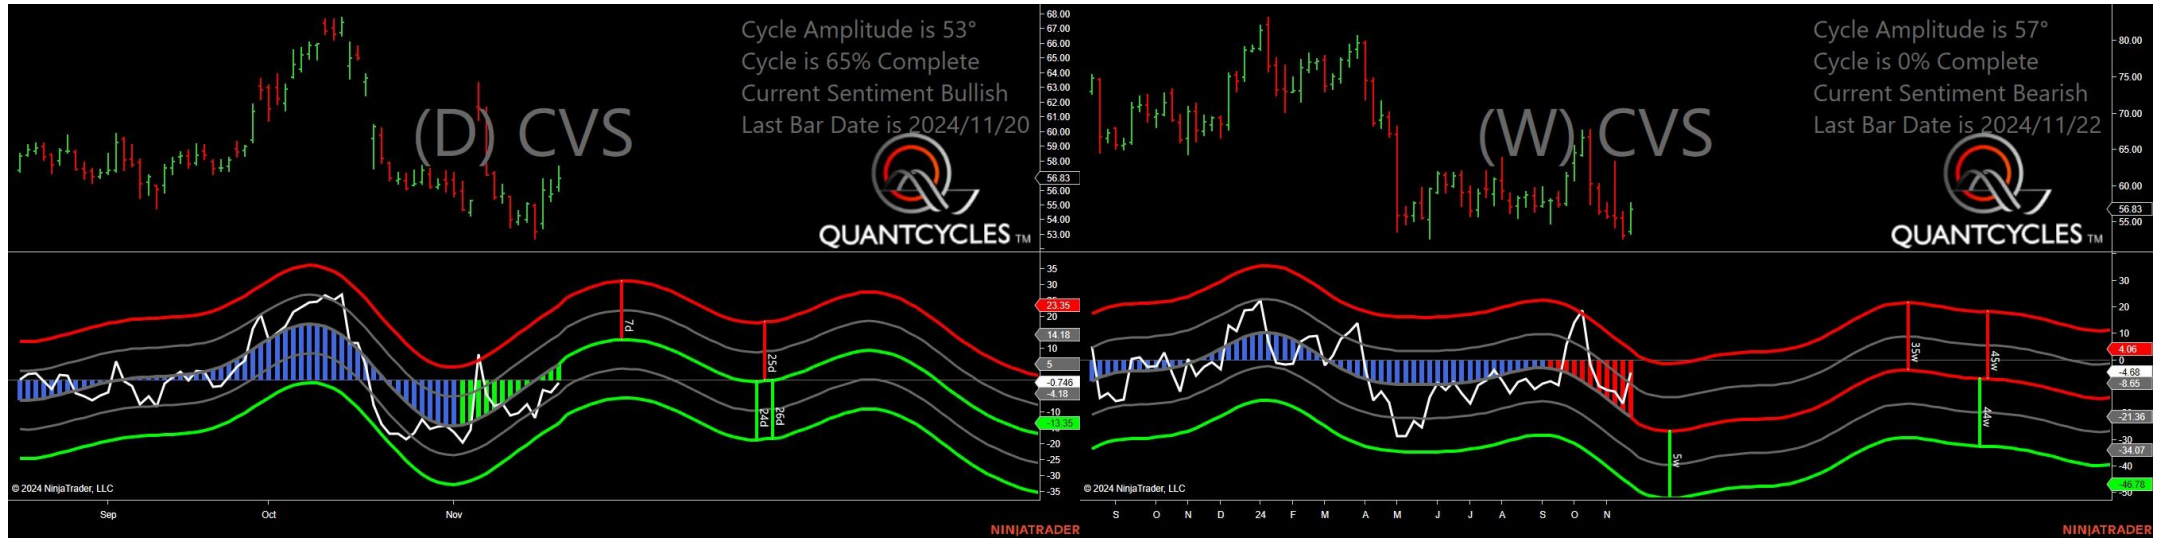 Cycle Amplitude is 53°
Cycle is 65% Complete
Current Sentiment Bullish
Last Bar Date is 2024/11/20
(D) CVS
QUANTCYCLES TM
68.00
67.00
66.00
65.00
64.00
63.00
62.00
61.00
60.00
59.00
58.00
56.83
56.00
55.00
54.00
53.00
35
30
23.35
20
14.18
10
5
-0.746
-4.18
-10
-13.35
-20
-25
-30
-35
7d
25d
24d
26d
© 2024 NinjaTrader, LLC
Sep Oct Nov
NINJATRADER
Cycle Amplitude is 57°
Cycle is 0% Complete
Current Sentiment Bearish
Last Bar Date is 2024/11/22
(W) CVS
QUANTCYCLES TM
80.00
75.00
70.00
65.00
60.00
56.83
55.00
30
20
10
4.06
0
-4.68
-8.65
-21.36
-30
-34.07
-40
-46.78
-50
35w
45w
44w
5w
© 2024 NinjaTrader, LLC
S O N D 24 F M A M J J A S O N
NINJATRADER